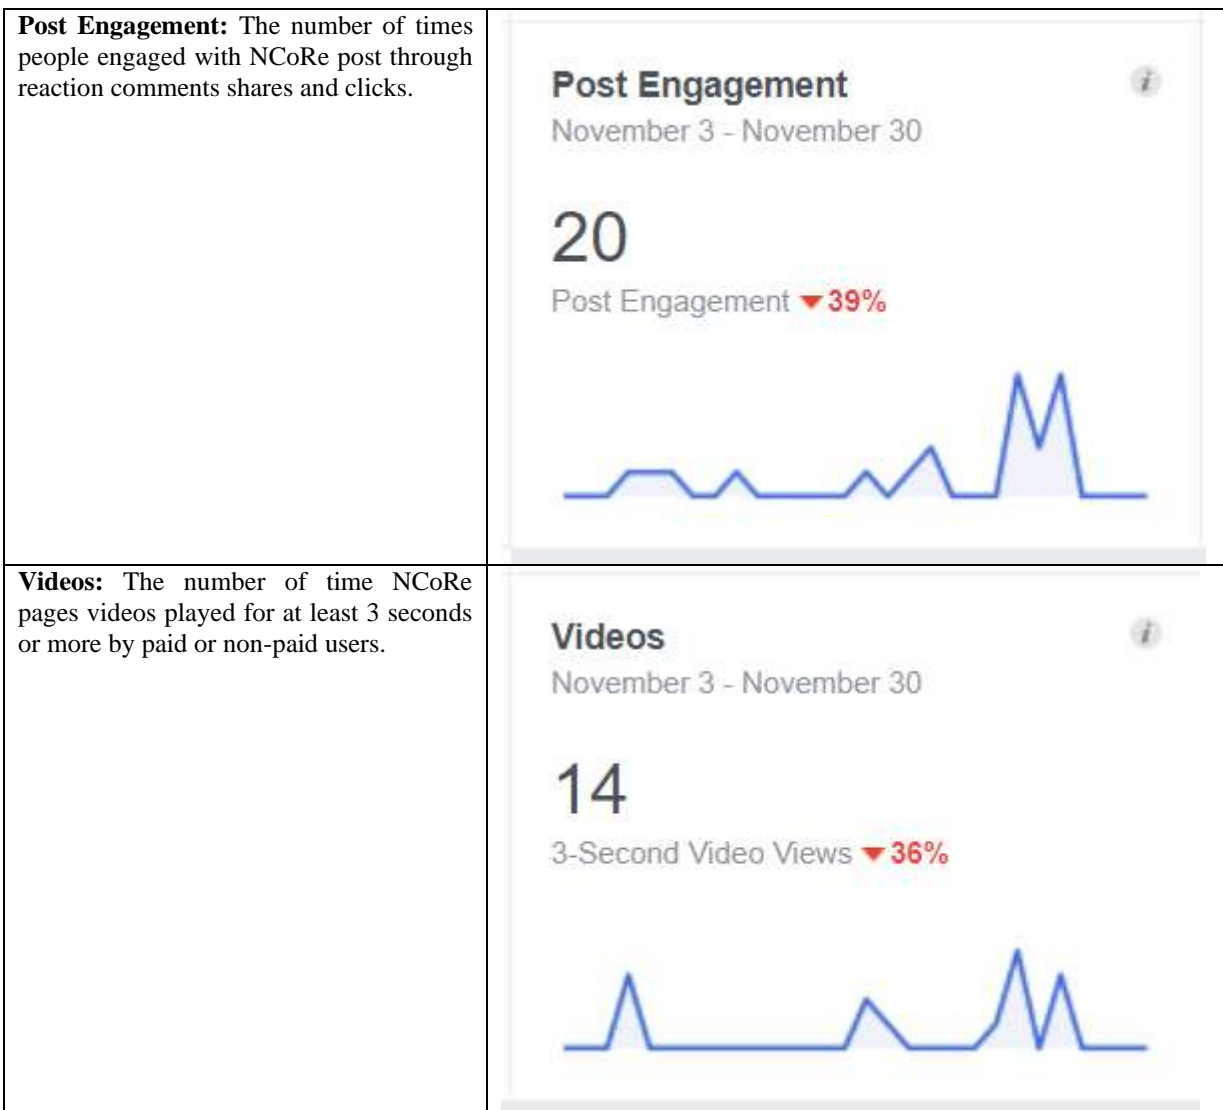 Post Engagement: The number of times
people engaged with NCoRe post through
reaction comments shares and clicks.
Post Engagement
November 3 - November 30
20
Post Engagement ▼39%
Videos: The number of time NCoRe
pages videos played for at least 3 seconds
or more by paid or non-paid users.
Videos
November 3 - November 30
14
3-Second Video Views ▼36%